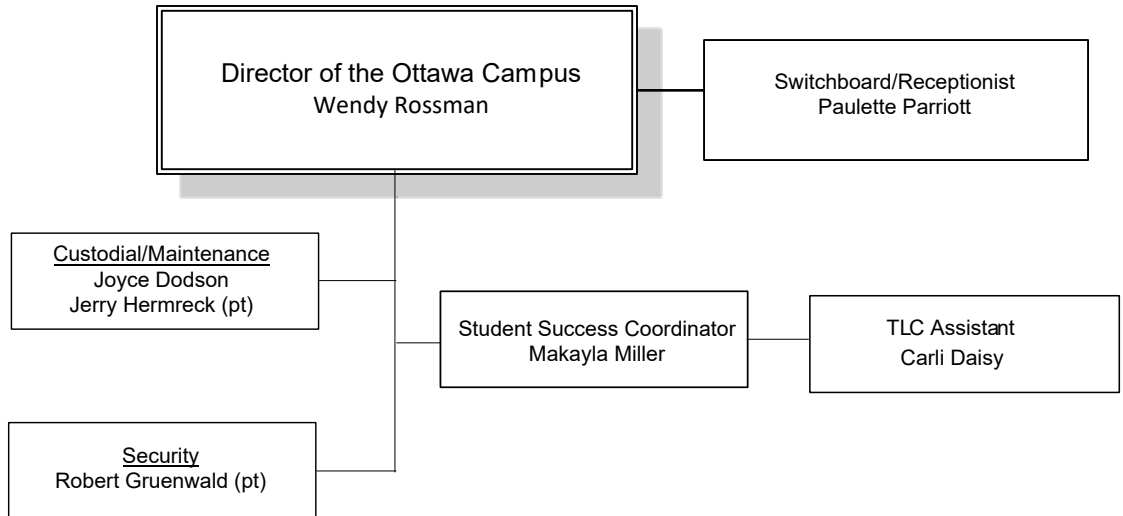 Director of the Ottawa Campus
Wendy Rossman
Switchboard/Receptionist
Paulette Parriott
Custodial/Maintenance
Joyce Dodson
Jerry Hermreck (pt)
Student Success Coordinator
Makayla Miller
TLC Assistant
Carli Daisy
Security
Robert Gruenwald (pt)